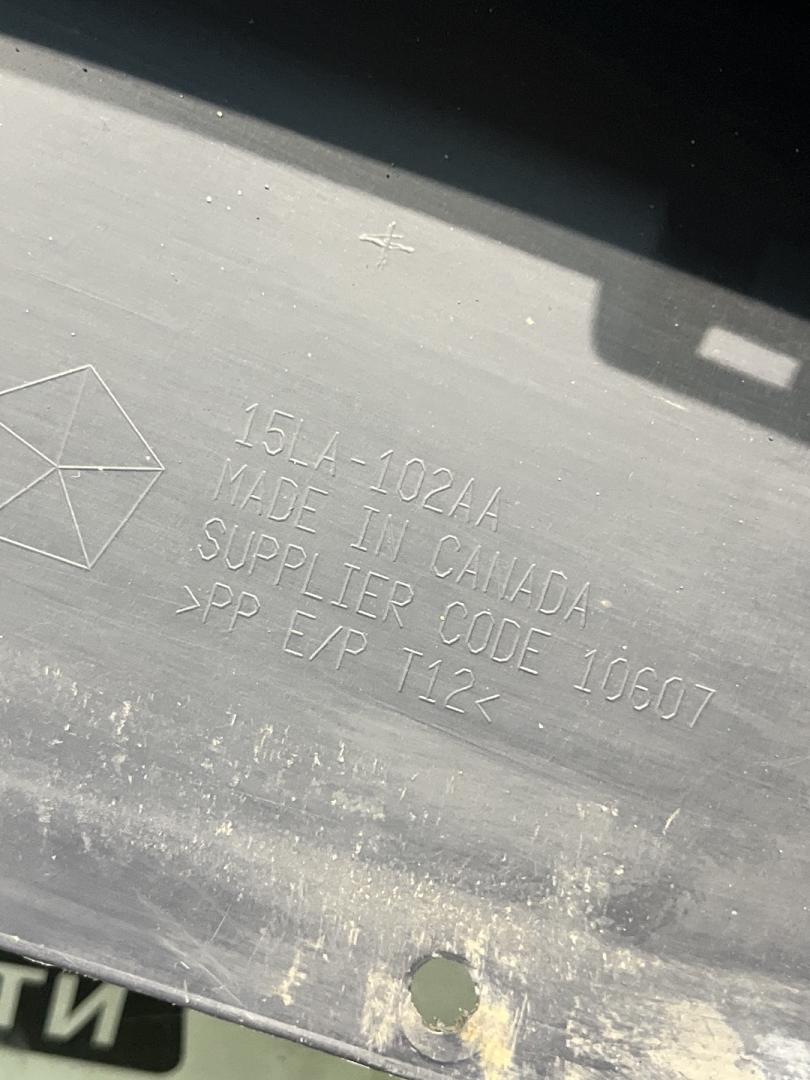 15LA-102AA
MADE IN CANADA
SUPPLIER CODE 10607
>PP E/P T12<